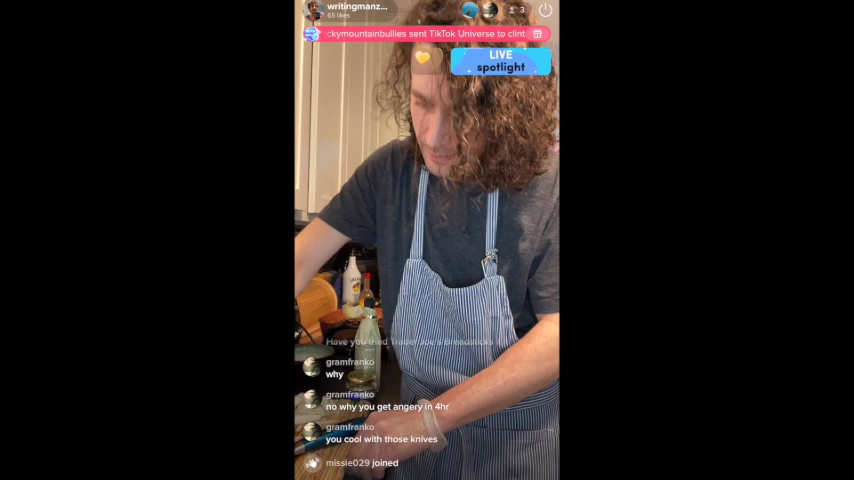 writingmanz...
65 likes
3
ckymountainbullies sent TikTok Universe to clint
LIVE
spotlight
Have you tried Trader Joe's Breadsticks
gramfranko
why
gramfranko
no why you get angery in 4hr
gramfranko
you cool with those knives
missie029 joined